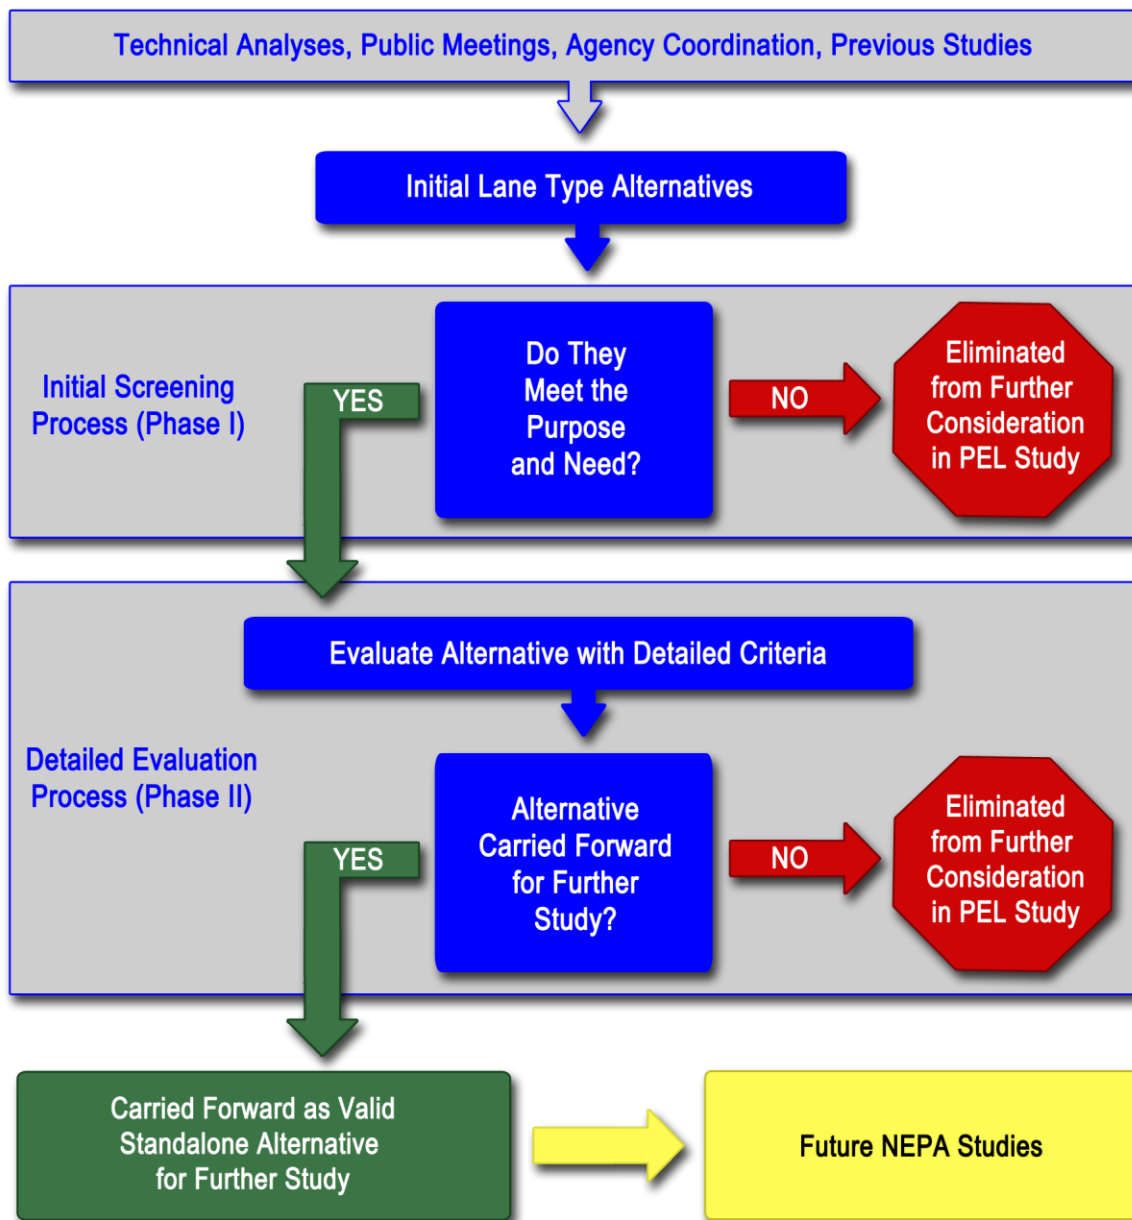 Technical Analyses, Public Meetings, Agency Coordination, Previous Studies
Initial Lane Type Alternatives
Initial Screening
Process (Phase I)
YES
Do They
Meet the
Purpose
and Need?
NO
Eliminated
from Further
Consideration
in PEL Study
Evaluate Alternative with Detailed Criteria
Detailed Evaluation
Process (Phase II)
YES
Alternative
Carried Forward
for Further
Study?
NO
Eliminated
from Further
Consideration
in PEL Study
Carried Forward as Valid
Standalone Alternative
for Further Study
Future NEPA Studies